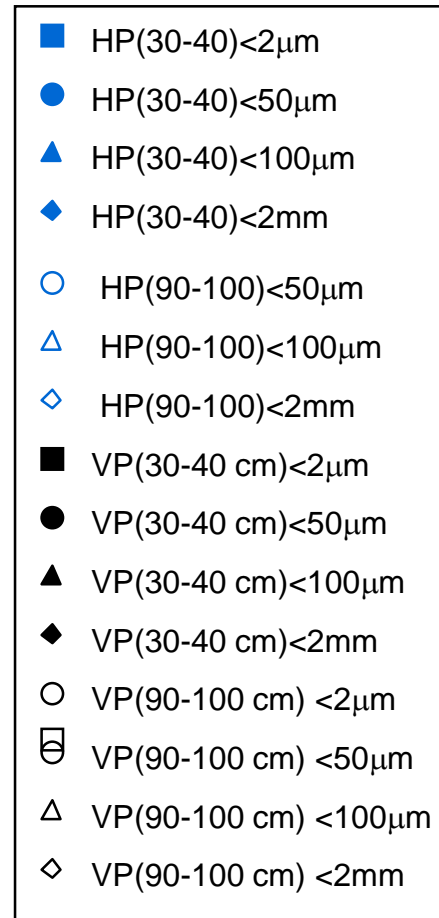 HP(30-40)<2μm
HP(30-40)<50μm
HP(30-40)<100μm
HP(30-40)<2mm
HP(90-100)<50μm
HP(90-100)<100μm
HP(90-100)<2mm
VP(30-40 cm)<2μm
VP(30-40 cm)<50μm
VP(30-40 cm)<100μm
VP(30-40 cm)<2mm
VP(90-100 cm) <2μm
VP(90-100 cm) <50μm
VP(90-100 cm) <100μm
VP(90-100 cm) <2mm